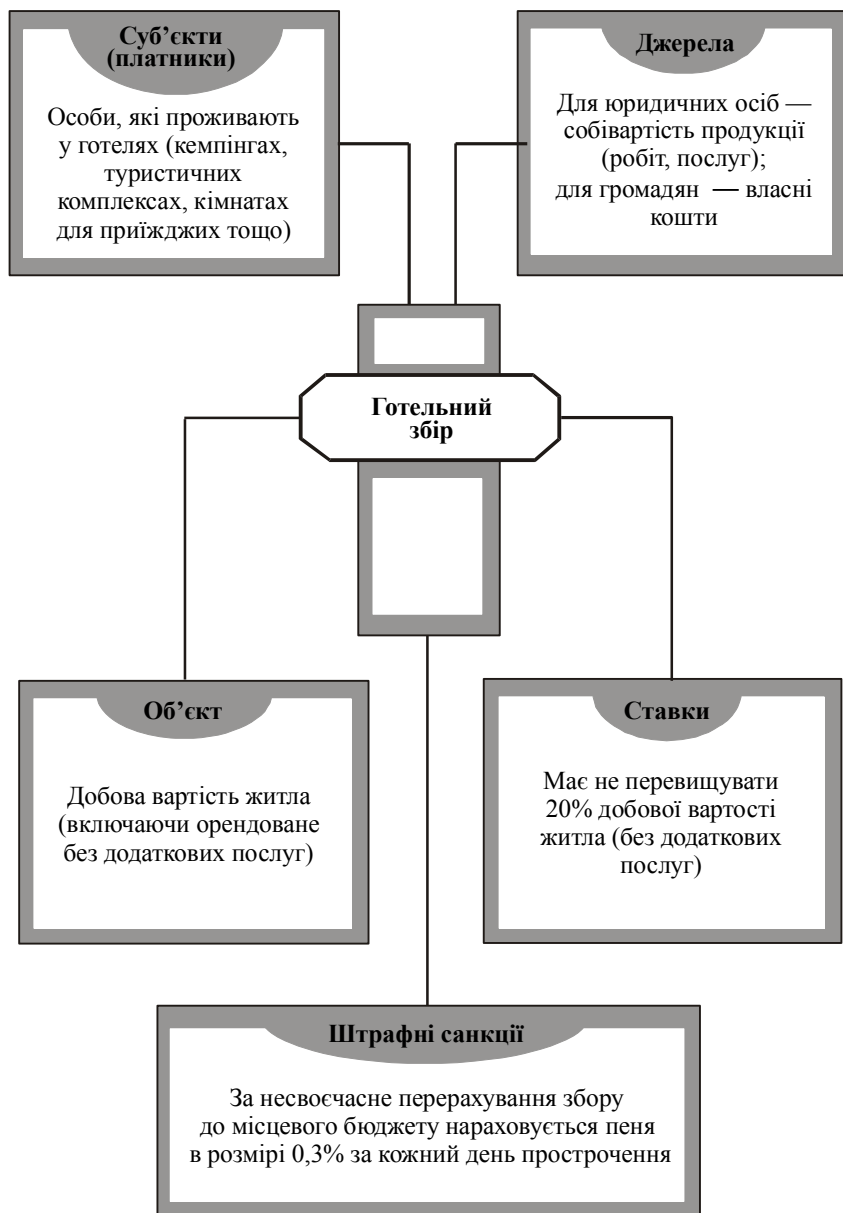 Суб’єкти
(платники)
Особи, які проживають
у готелях (кемпінгах,
туристичних
комплексах, кімнатах
для приїжджих тощо)
Джерела
Для юридичних осіб —
собівартість продукції
(робіт, послуг);
для громадян — власні
кошти
Готельний
збір
Об’єкт
Добова вартість житла
(включаючи орендоване
без додаткових послуг)
Ставки
Має не перевищувати
20% добової вартості
житла (без додаткових
послуг)
Штрафні санкції
За несвоєчасне перерахування збору
до місцевого бюджету нараховується пеня
в розмірі 0,3% за кожний день прострочення